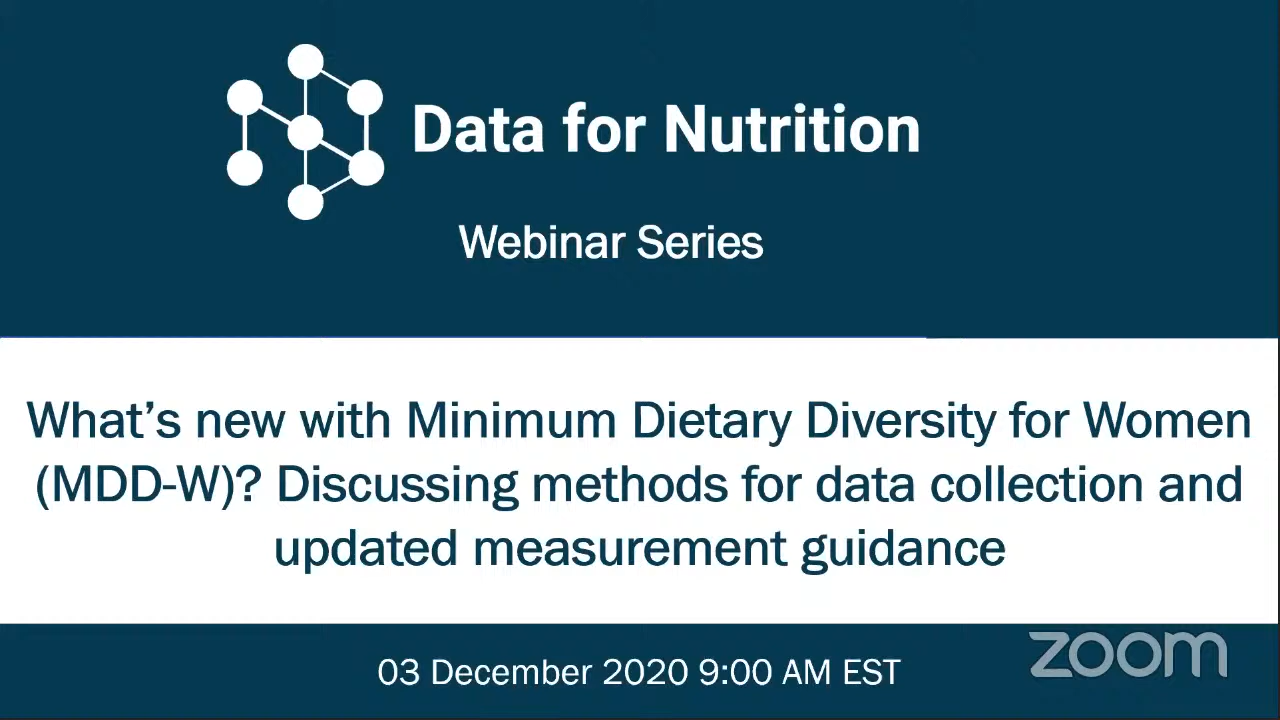 Data for Nutrition
Webinar Series
What’s new with Minimum Dietary Diversity for Women
(MDD-W)? Discussing methods for data collection and
updated measurement guidance
03 December 2020 9:00 AM EST
zoom